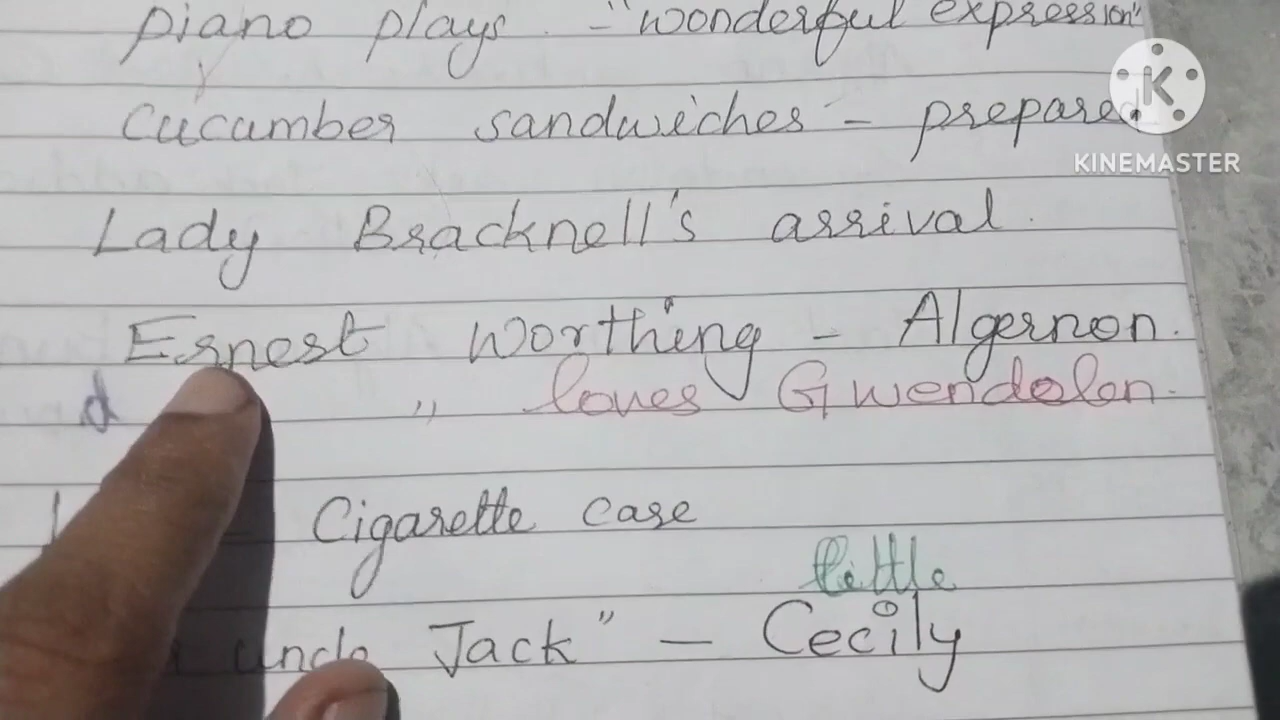 piano plays. - "wonderful expression"
Cucumber sandwiches - prepared
KINEMASTER
Lady Bracknell's arrival.
Ernest Worthing - Algernon.
" loves Gwendolen.
Cigarette case
little
uncle Jack" - Cecily